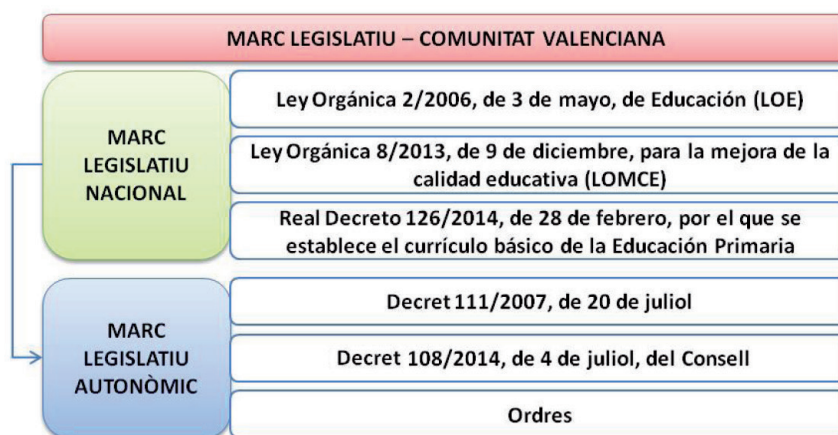 MARC LEGISLATIU – COMUNITAT VALENCIANA
MARC
LEGISLATIU
NACIONAL
Ley Orgánica 2/2006, de 3 de mayo, de Educación (LOE)
Ley Orgánica 8/2013, de 9 de diciembre, para la mejora de la
calidad educativa (LOMCE)
Real Decreto 126/2014, de 28 de febrero, por el que se
establece el currículo básico de la Educación Primaria
MARC
LEGISLATIU
AUTONÒMIC
Decret 111/2007, de 20 de juliol
Decret 108/2014, de 4 de juliol, del Consell
Ordres